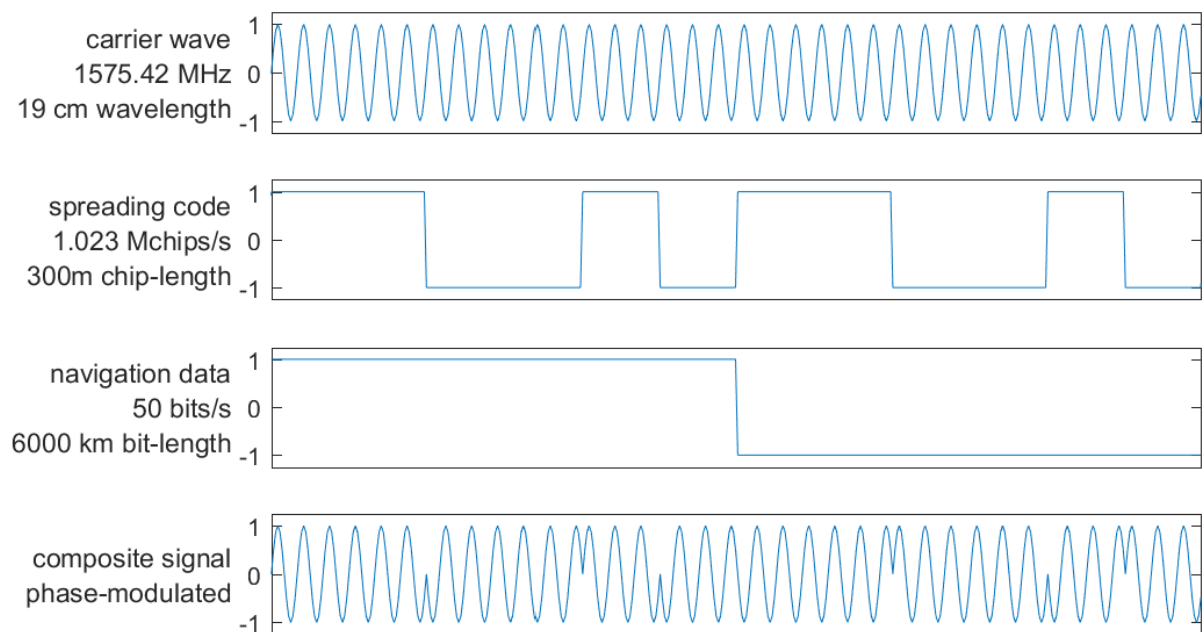 carrier wave
1575.42 MHz
19 cm wavelength
1
0
-1
spreading code
1.023 Mchips/s
300m chip-length
1
0
-1
navigation data
50 bits/s
6000 km bit-length
1
0
-1
composite signal
phase-modulated
1
0
-1